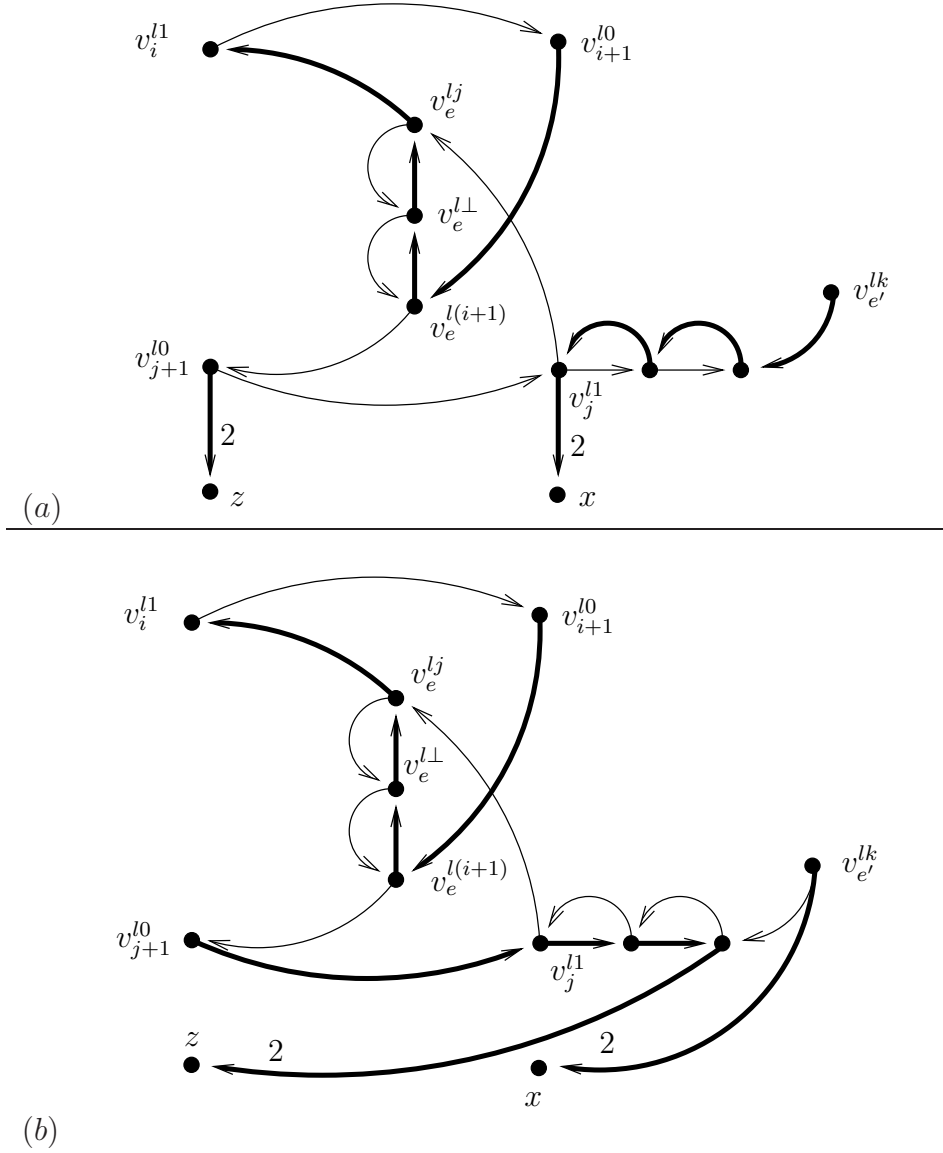 $v_i^{l1}$ $v_{i+1}^{l0}$
$v_e^{lj}$
$v_e^{l\perp}$
$v_{e'}^{lk}$
$v_e^{l(i+1)}$
$v_{j+1}^{l0}$
$v_j^{l1}$
2 2
z x
(a)
$v_i^{l1}$ $v_{i+1}^{l0}$
$v_e^{lj}$
$v_e^{l\perp}$
$v_{e'}^{lk}$
$v_e^{l(i+1)}$
$v_{j+1}^{l0}$
$v_j^{l1}$
z 2 2
x
(b)